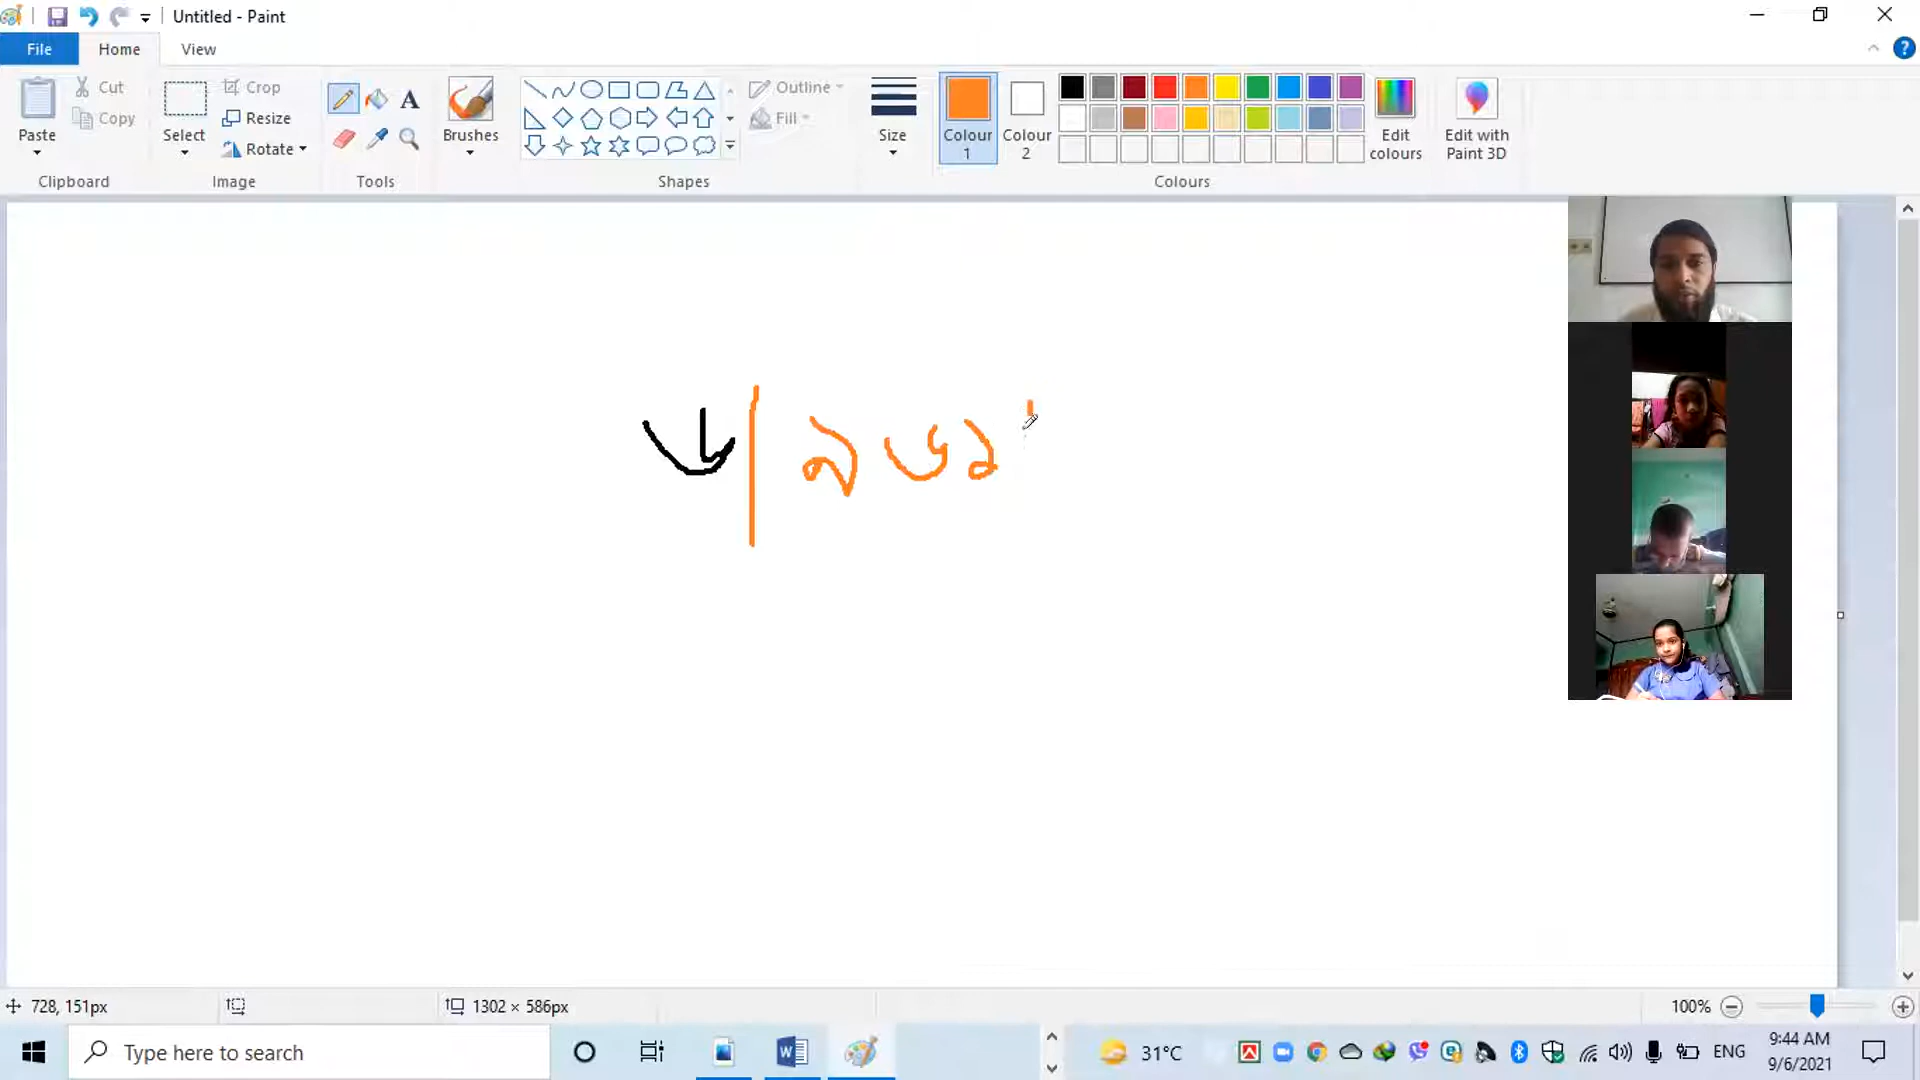 Untitled - Paint
File Home View
Paste Cut Copy Select Crop Resize Rotate Brushes Outline Fill Size Colour 1 Colour 2 Edit colours Edit with Paint 3D
Clipboard Image Tools Shapes Colours
728, 151px 1302 × 586px 100%
Type here to search 31°C ENG 9:44 AM
9/6/2021